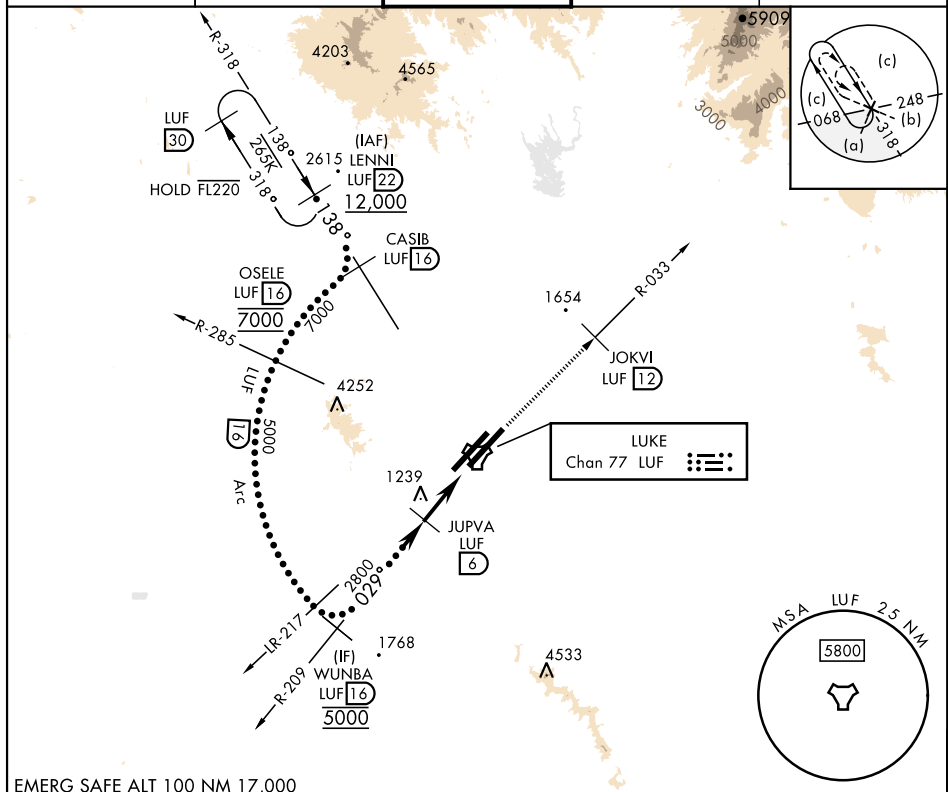 5909
5000
4000
3000
R-318
4203
4565
LUF
30
138°
265K
318°
HOLD FL220
2615
(IAF)
LENNI
LUF 22
12,000
138°
CASIB
LUF 16
OSELE
LUF 16
7000
7000
R-285
LUF
16
Arc
5000
4252
1654
R-033
JOKVI
LUF 12
LUKE
Chan 77 LUF
1239
JUPVA
LUF
6
2800
029°
LR-217
R-209
(IF)
WUNBA
LUF 16
5000
1768
4533
(c)
(c)
068
248
(b)
318
(a)
MSA LUF 25 NM
5800
EMERG SAFE ALT 100 NM 17,000